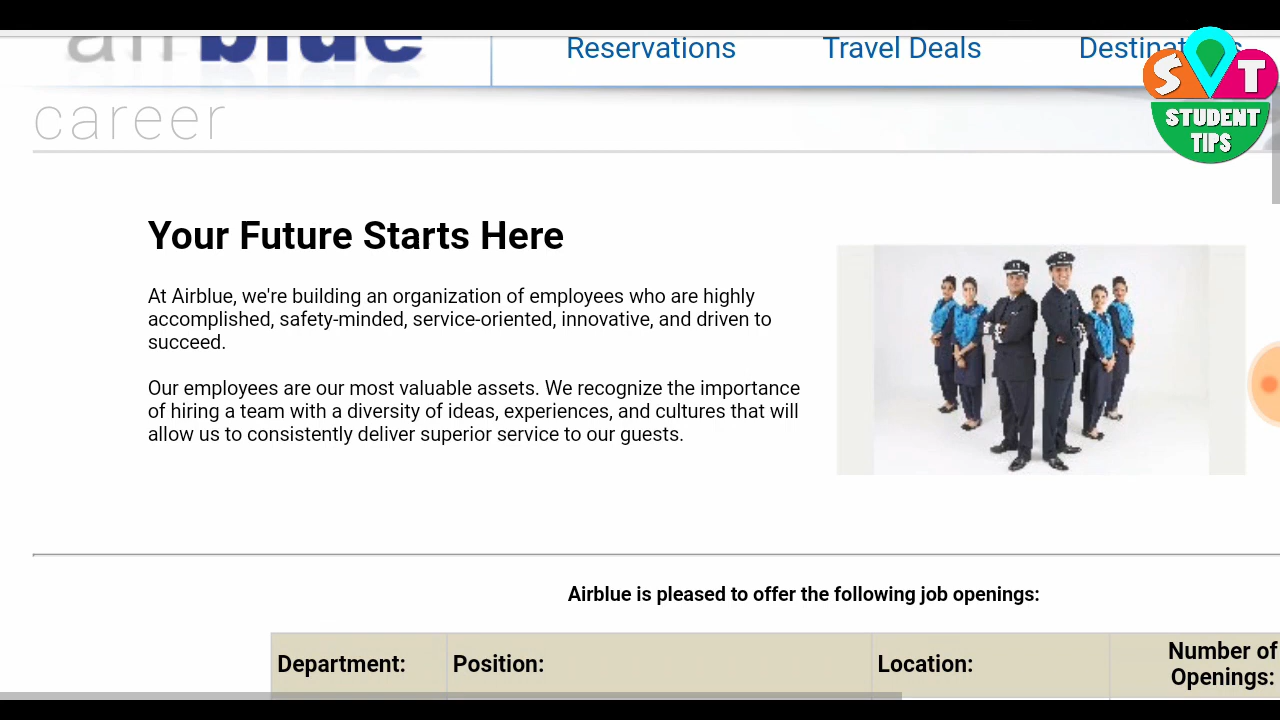 airblue
Reservations
Travel Deals
career
SVT
STUDENT
TIPS
Your Future Starts Here
At Airblue, we're building an organization of employees who are highly
accomplished, safety-minded, service-oriented, innovative, and driven to
succeed.
Our employees are our most valuable assets. We recognize the importance
of hiring a team with a diversity of ideas, experiences, and cultures that will
allow us to consistently deliver superior service to our guests.
Airblue is pleased to offer the following job openings:
Department:
Position:
Location:
Number of
Openings: